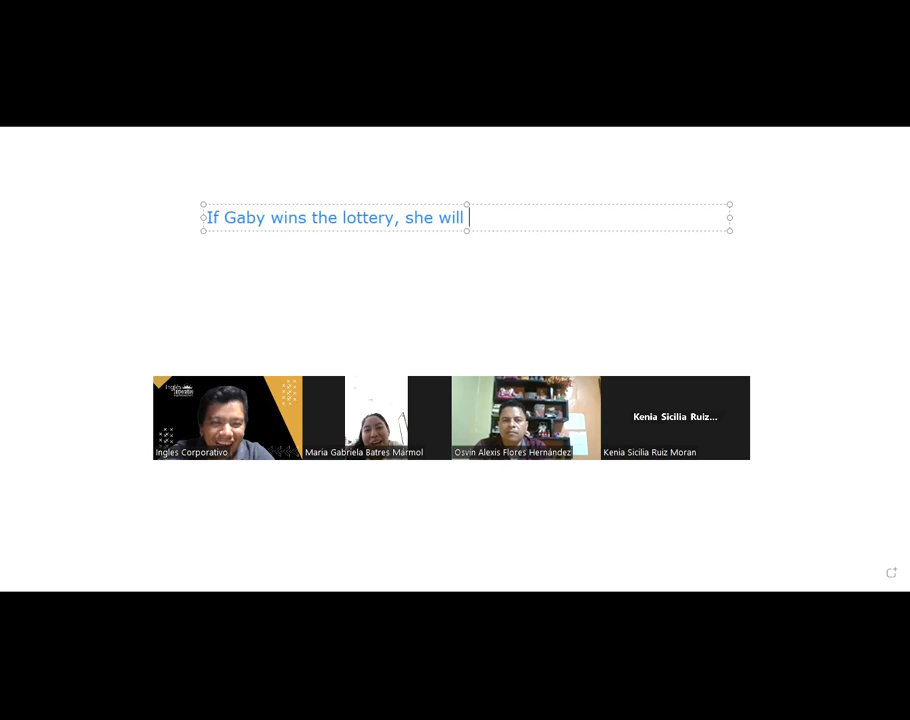 If Gaby wins the lottery, she will
Kenia Sicilia Ruiz...
Ingles Corporativo
Maria Gabriela Batres Mármol
Osvin Alexis Flores Hernández
Kenia Sicilia Ruiz Moran